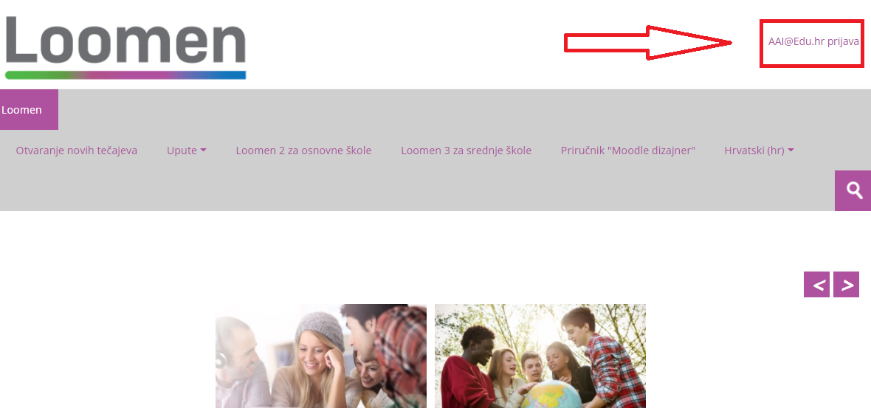 Loomen
AAI@Edu.hr prijava
Loomen
Otvaranje novih tečajeva Upute Loomen 2 za osnovne škole Loomen 3 za srednje škole Priručnik "Moodle dizajner" Hrvatski (hr)
< >